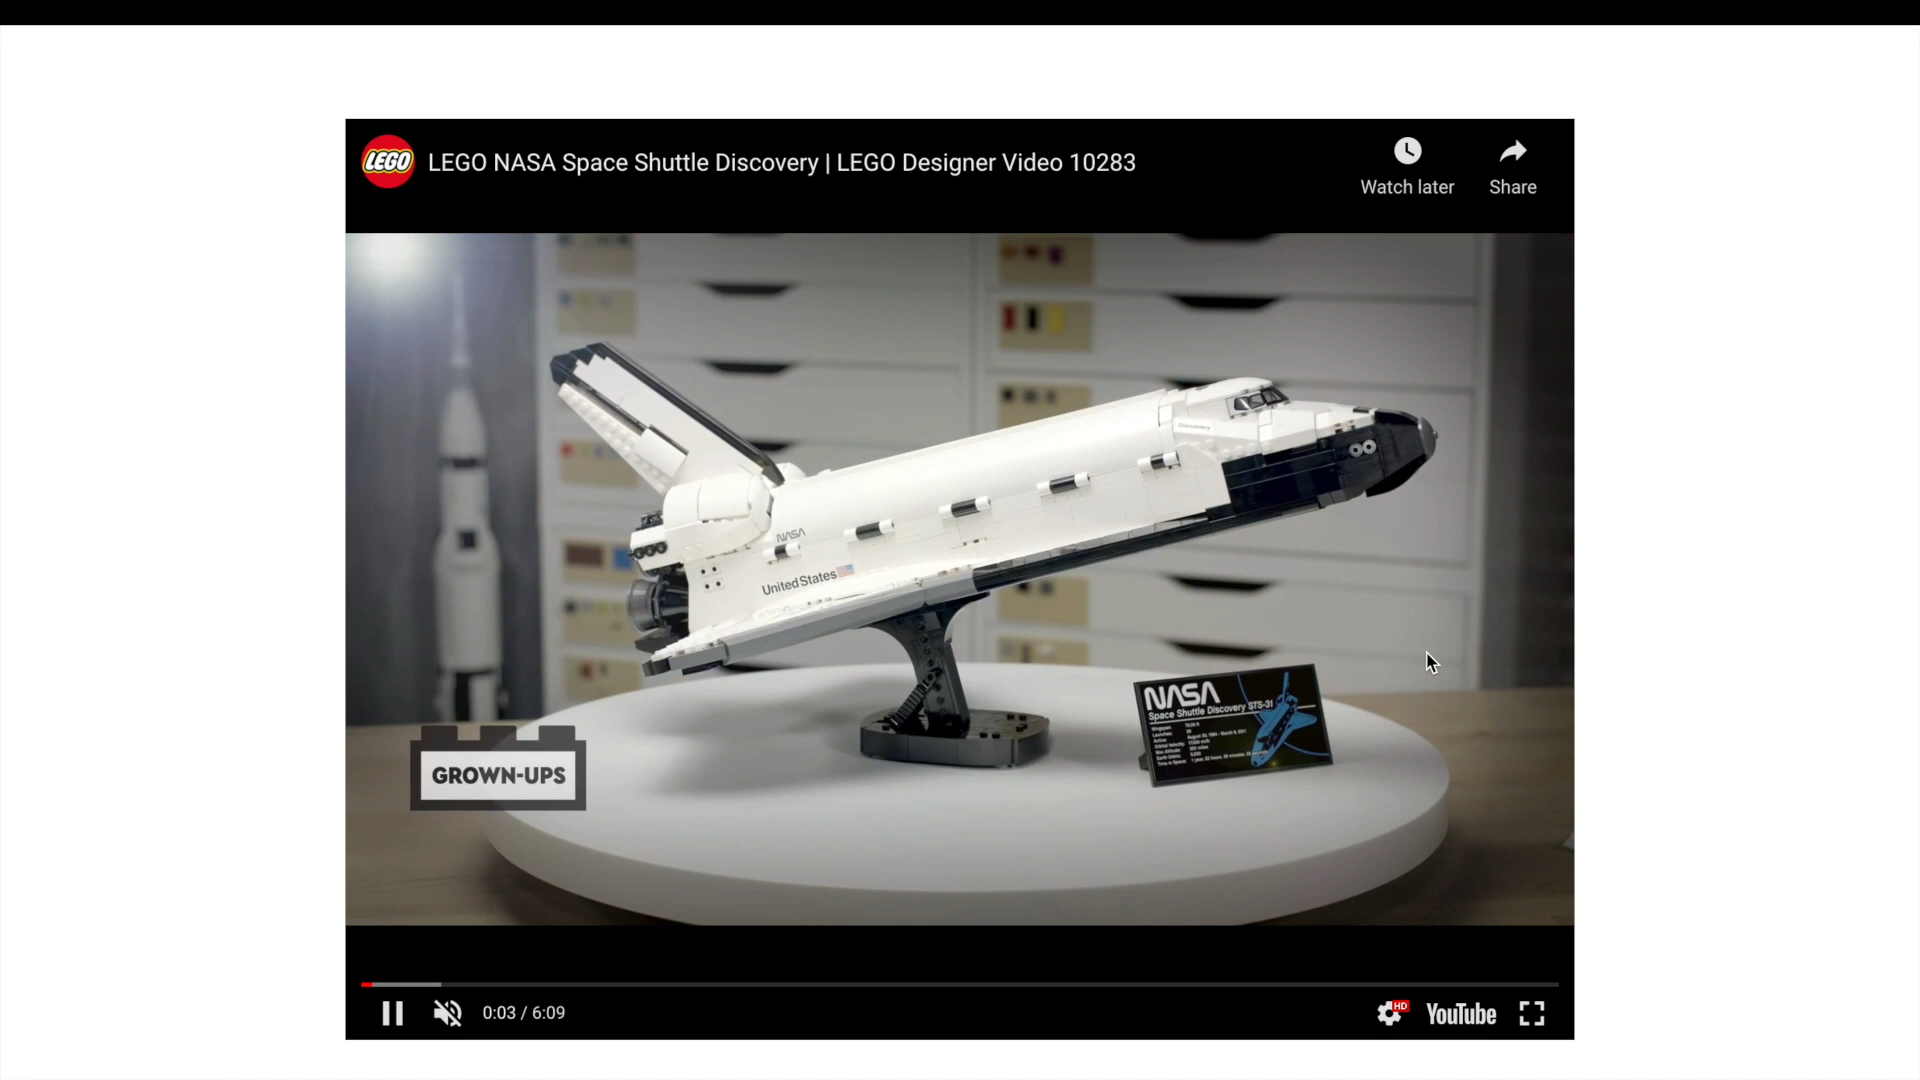 LEGO
LEGO NASA Space Shuttle Discovery | LEGO Designer Video 10283
Watch later
Share
Discovery
NASA
United States
GROWN-UPS
NASA
Space Shuttle Discovery STS-31
0:03 / 6:09
HD
YouTube